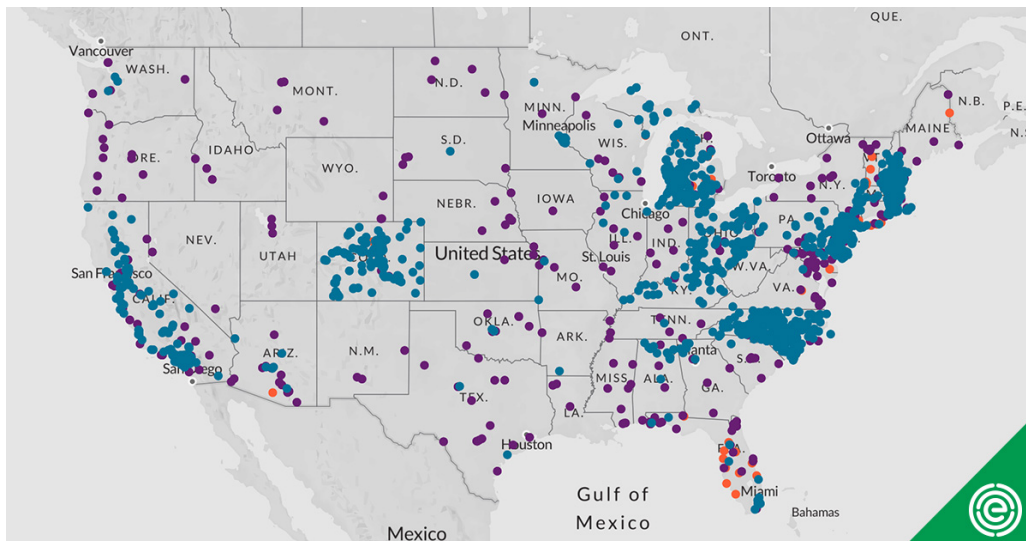 QUE.
ONT.
Vancouver
WASH.
MONT.
N.D.
MINN.
Minneapolis
N.B.
P.E.
N.S
Ottawa
MAINE
ORE.
IDAHO
S.D.
WIS.
Toronto
N.Y.
WYO.
NEBR.
IOWA
Chicago
PA.
NEV.
UTAH
United States
ILL.
IND.
OHIO
St. Louis
W.VA.
San Francisco
CALIF.
MO.
KY.
VA.
OKLA.
TENN.
ARIZ.
N.M.
ARK.
San Diego
MISS.
ALA.
GA.
TEX.
LA.
Houston
FLA.
Miami
Gulf of
Mexico
Bahamas
Mexico